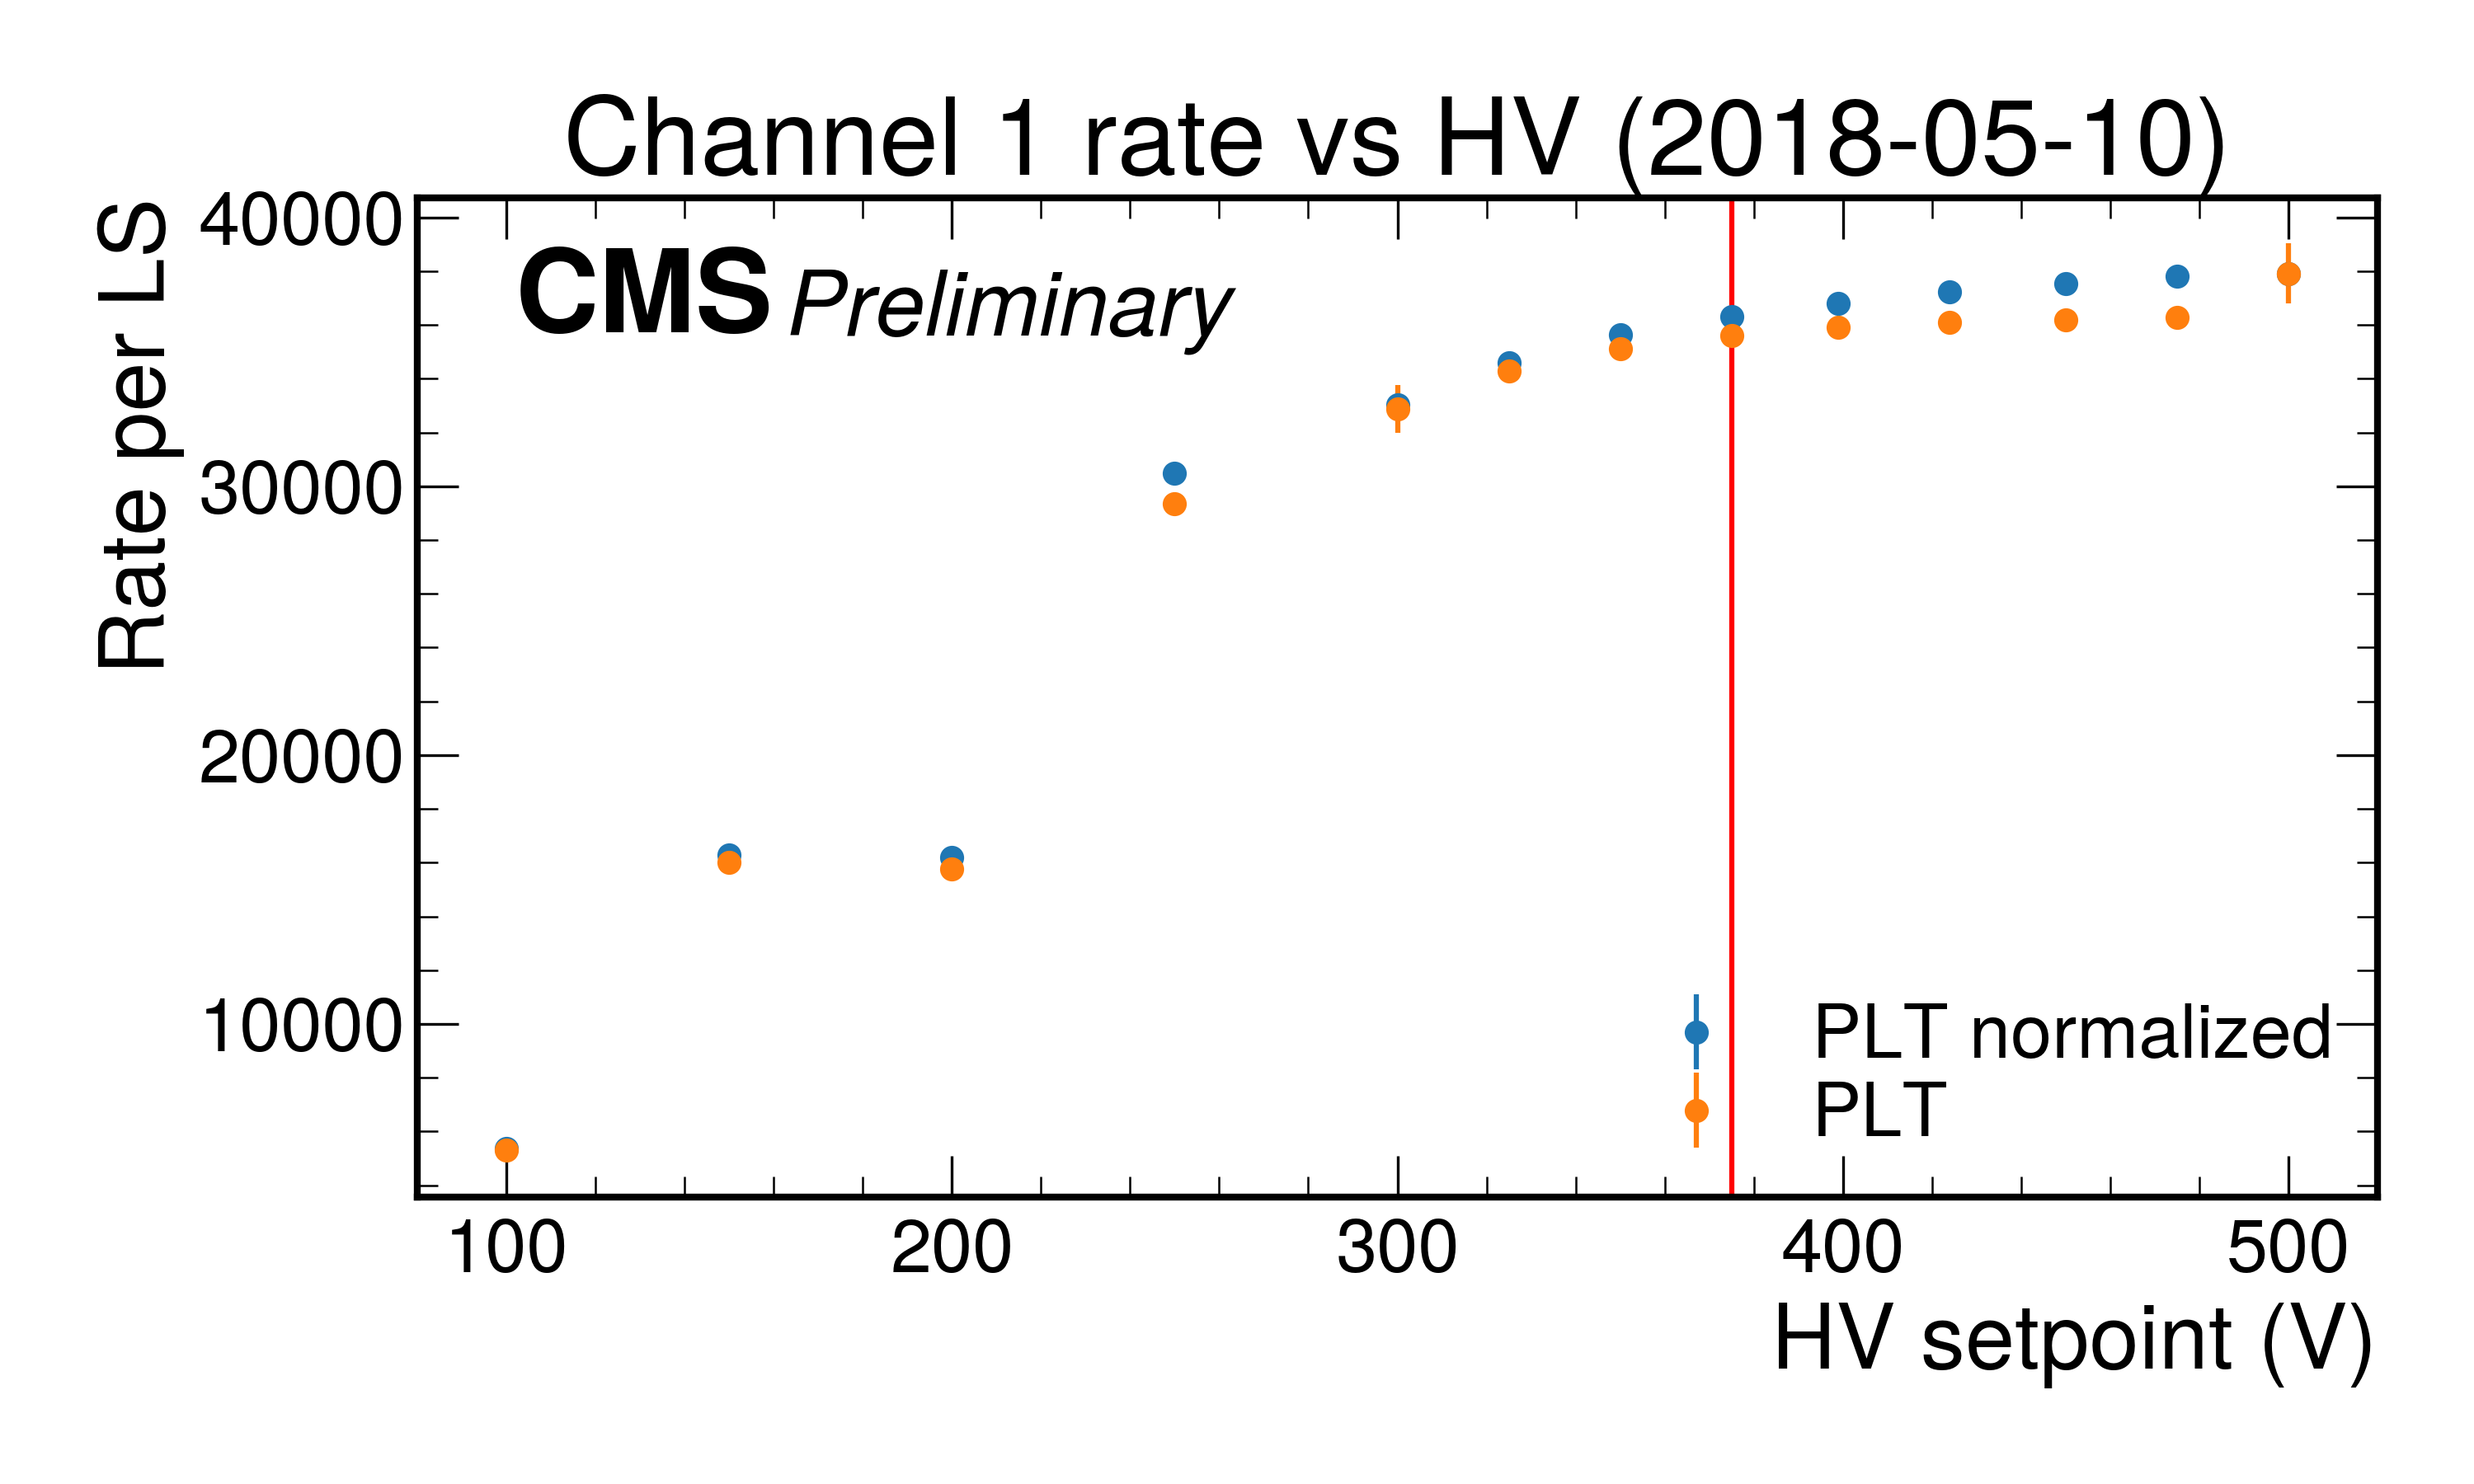 Channel 1 rate vs HV (2018-05-10)
CMS Preliminary
Rate per LS
40000
30000
20000
10000
PLT normalized
PLT
100 200 300 400 500
HV setpoint (V)